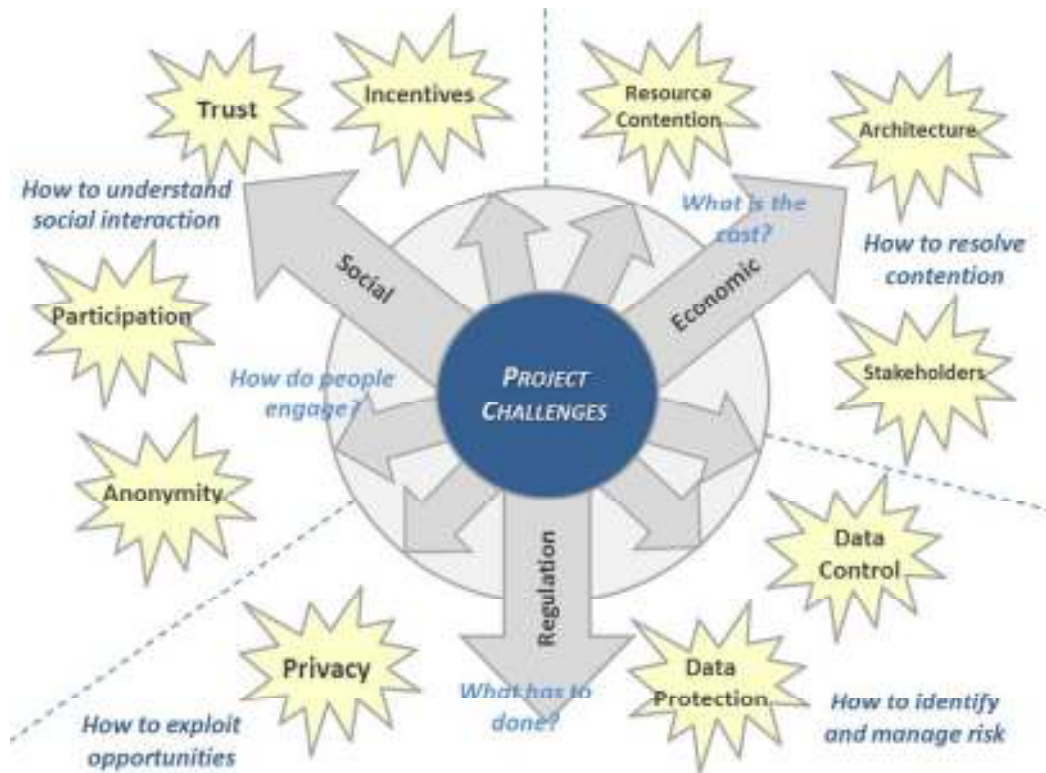 Trust
Incentives
Resource
Contention
Architecture
How to understand
social interaction
What is the
cost?
How to resolve
contention
Social
Economic
Participation
Stakeholders
How do people
engage?
PROJECT
CHALLENGES
Anonymity
Data
Control
Regulation
Privacy
Data
Protection
What has to
done?
How to exploit
opportunities
How to identify
and manage risk